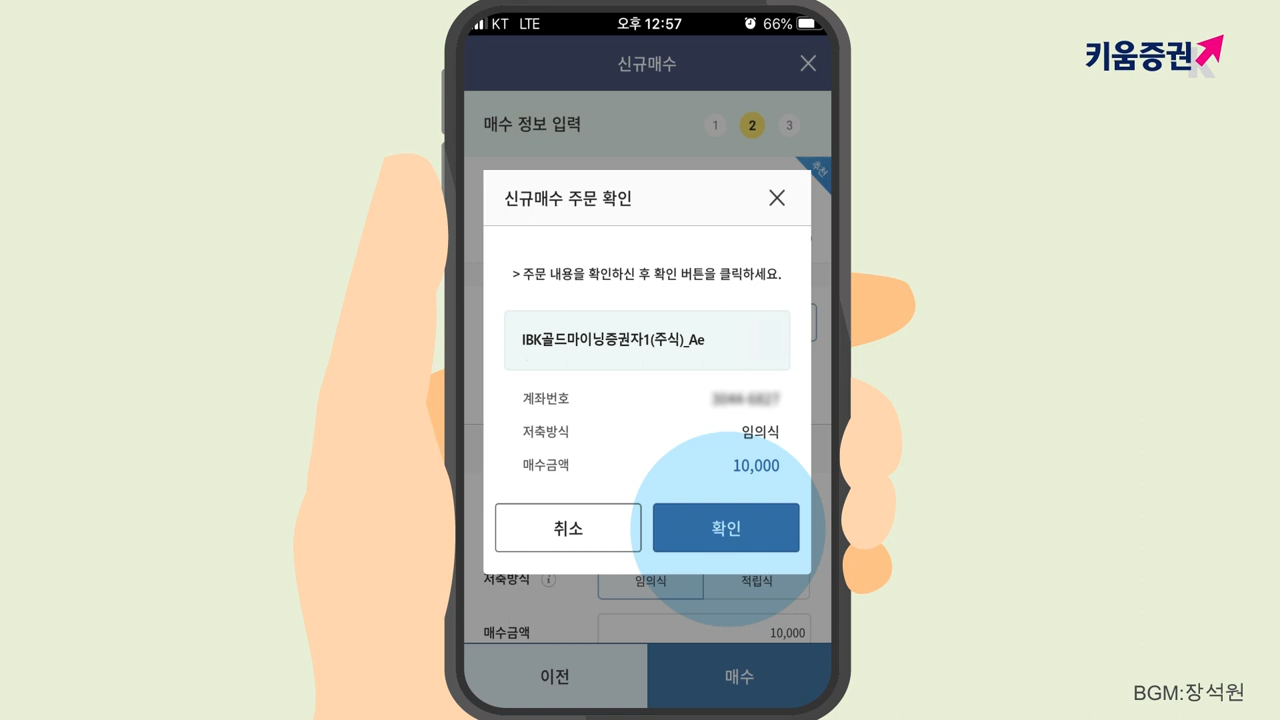 KT LTE 오후 12:57 66%
키움증권
신규매수
매수 정보 입력 1 2 3
추천
신규매수 주문 확인
> 주문 내용을 확인하신 후 확인 버튼을 클릭하세요.
IBK골드마이닝증권자1(주식)_Ae
계좌번호
저축방식 임의식
매수금액 10,000
취소 확인
저축방식 i 임의식 적립식
매수금액 10,000
이전 매수
BGM:장석원